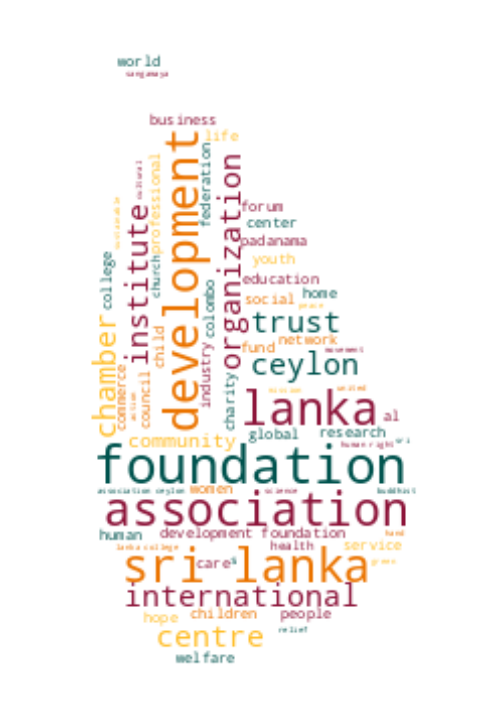 world
sangamaya
business
life
development
federation
organization
professional
cultural
church
institute
sustainable
college
forum
center
padanama
youth
education
social
home
peace
colombo
trust
network
fund
movement
ceylon
industry
child
chamber
commerce
council
action
charity
mission
united
lanka
al
community
global
research
human right
sri
foundation
association ceylon
women
science
buddhist
association
human
development foundation
hand
lanka college
health
service
sri lanka
care
green
international
hope
children
people
relief
centre
welfare